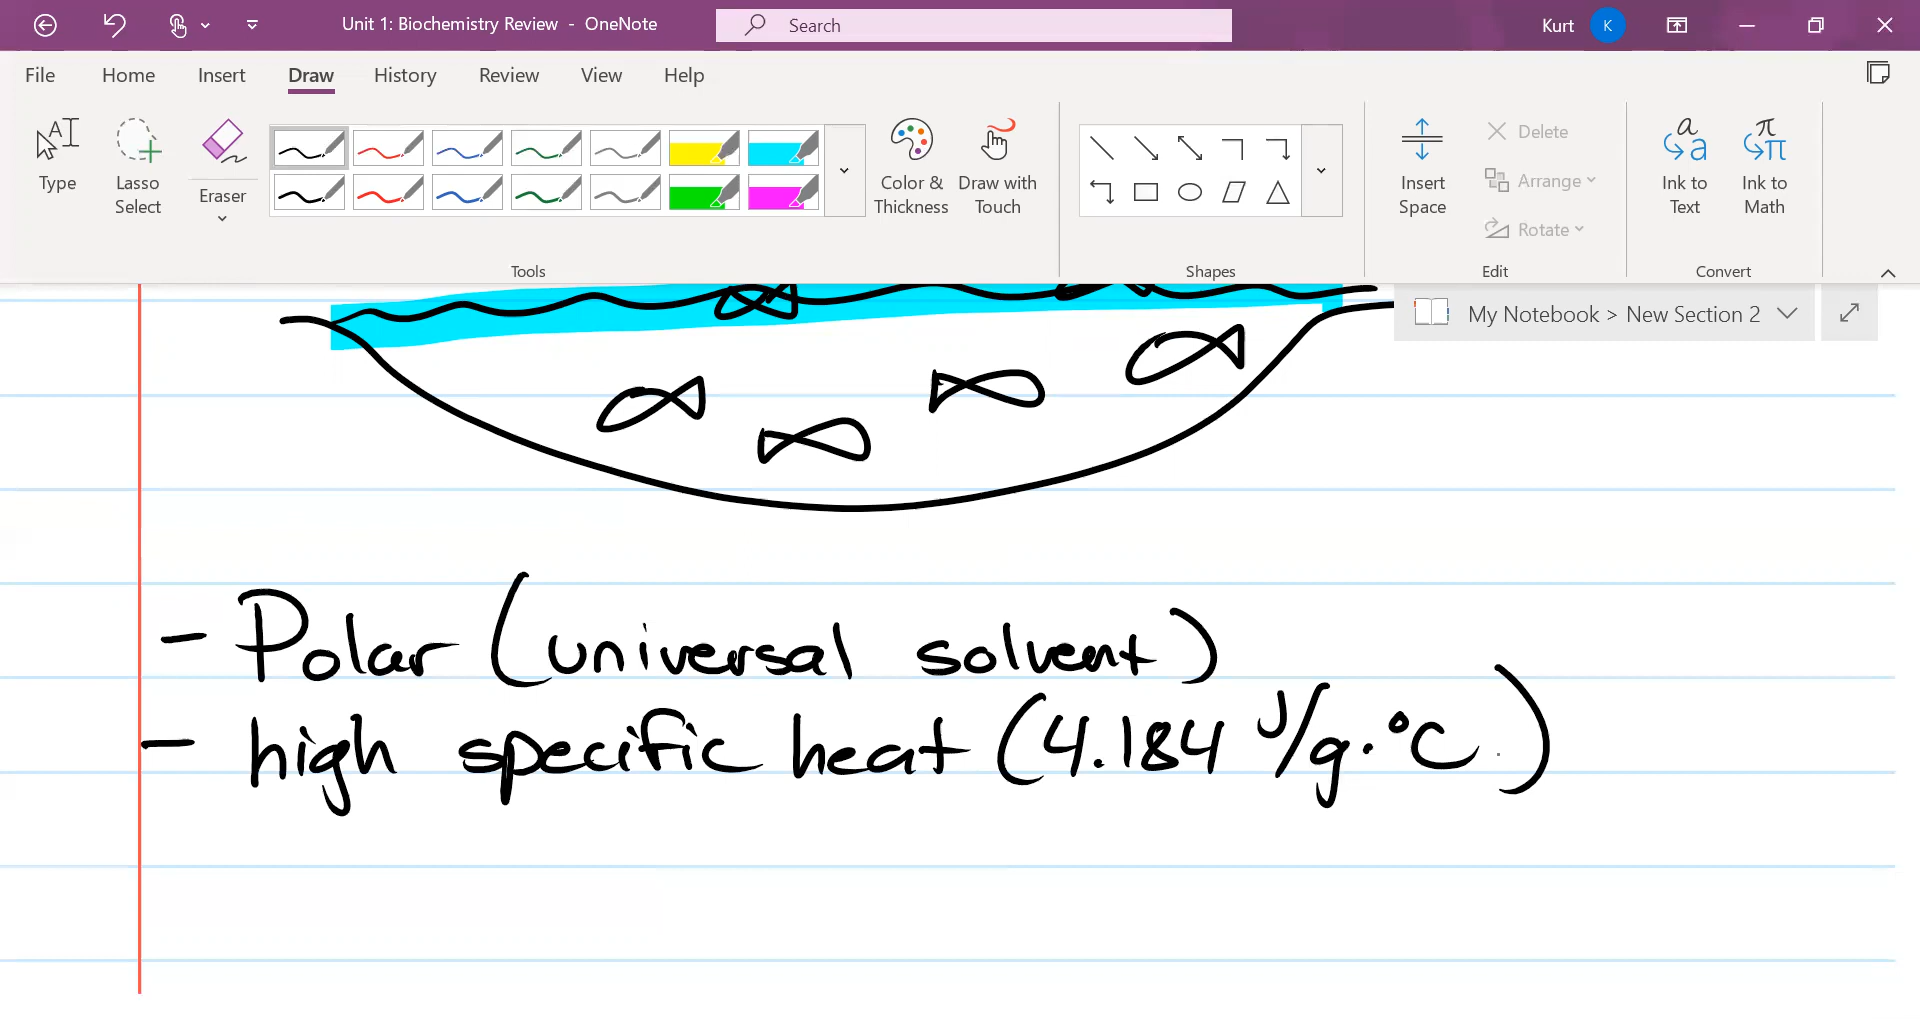 Unit 1: Biochemistry Review - OneNote
Search
Kurt
K
File Home Insert Draw History Review View Help
Type
Lasso Select
Eraser
Color & Thickness
Draw with Touch
Insert Space
Delete
Arrange
Rotate
Ink to Text
Ink to Math
Tools
Shapes
Edit
Convert
My Notebook > New Section 2
- Polar (universal solvent)
- high specific heat (4.184 J/g·°C)